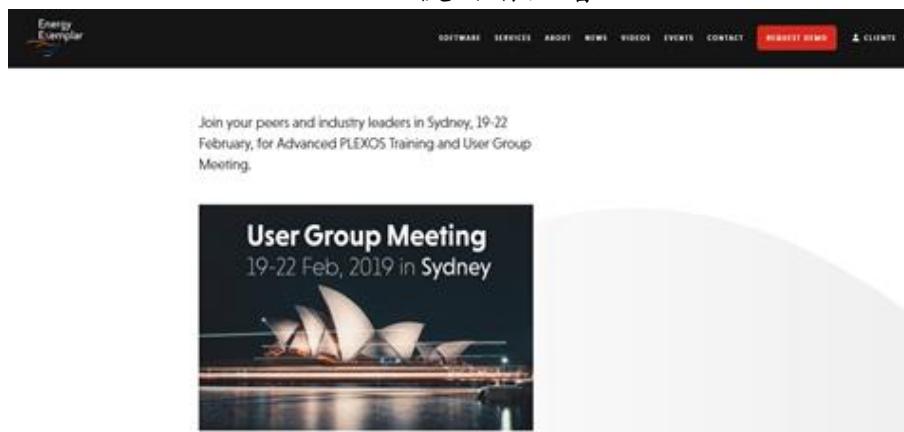 Energy
Exemplar
SOFTWARE SERVICES ABOUT NEWS VIDEOS EVENTS CONTACT REQUEST DEMO CLIENTS
Join your peers and industry leaders in Sydney, 19-22
February, for Advanced PLEXOS Training and User Group
Meeting.
User Group Meeting
19-22 Feb, 2019 in Sydney